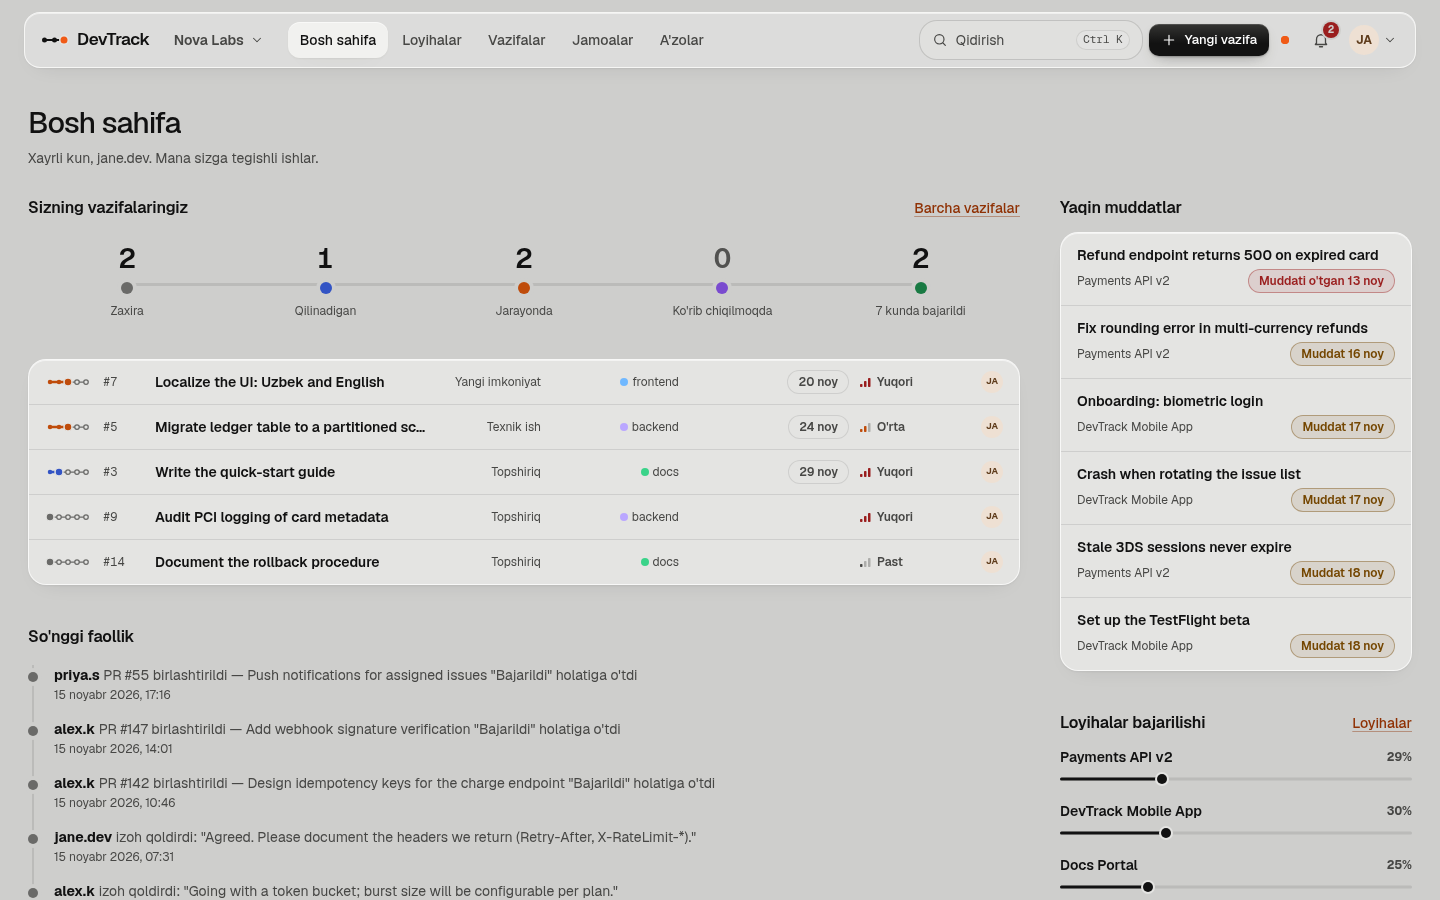 DevTrack
Nova Labs
Bosh sahifa
Loyihalar
Vazifalar
Jamoalar
A'zolar
Qidirish
Ctrl K
Yangi vazifa
2
JA
Bosh sahifa
Xayrli kun, jane.dev. Mana sizga tegishli ishlar.
Sizning vazifalaringiz
Barcha vazifalar
2
Zaxira
1
Qilinadigan
2
Jarayonda
0
Ko'rib chiqilmoqda
2
7 kunda bajarildi
#7 Localize the UI: Uzbek and English Yangi imkoniyat frontend 20 noy Yuqori JA
#5 Migrate ledger table to a partitioned sc... Texnik ish backend 24 noy O'rta JA
#3 Write the quick-start guide Topshiriq docs 29 noy Yuqori JA
#9 Audit PCI logging of card metadata Topshiriq backend Yuqori JA
#14 Document the rollback procedure Topshiriq docs Past JA
So'nggi faollik
priya.s PR #55 birlashtirildi — Push notifications for assigned issues "Bajarildi" holatiga o'tdi
15 noyabr 2026, 17:16
alex.k PR #147 birlashtirildi — Add webhook signature verification "Bajarildi" holatiga o'tdi
15 noyabr 2026, 14:01
alex.k PR #142 birlashtirildi — Design idempotency keys for the charge endpoint "Bajarildi" holatiga o'tdi
15 noyabr 2026, 10:46
jane.dev izoh qoldirdi: "Agreed. Please document the headers we return (Retry-After, X-RateLimit-*)."
15 noyabr 2026, 07:31
alex.k izoh qoldirdi: "Going with a token bucket; burst size will be configurable per plan."
Yaqin muddatlar
Refund endpoint returns 500 on expired card
Payments API v2 Muddati o'tgan 13 noy
Fix rounding error in multi-currency refunds
Payments API v2 Muddat 16 noy
Onboarding: biometric login
DevTrack Mobile App Muddat 17 noy
Crash when rotating the issue list
DevTrack Mobile App Muddat 17 noy
Stale 3DS sessions never expire
Payments API v2 Muddat 18 noy
Set up the TestFlight beta
DevTrack Mobile App Muddat 18 noy
Loyihalar bajarilishi
Loyihalar
Payments API v2 29%
DevTrack Mobile App 30%
Docs Portal 25%